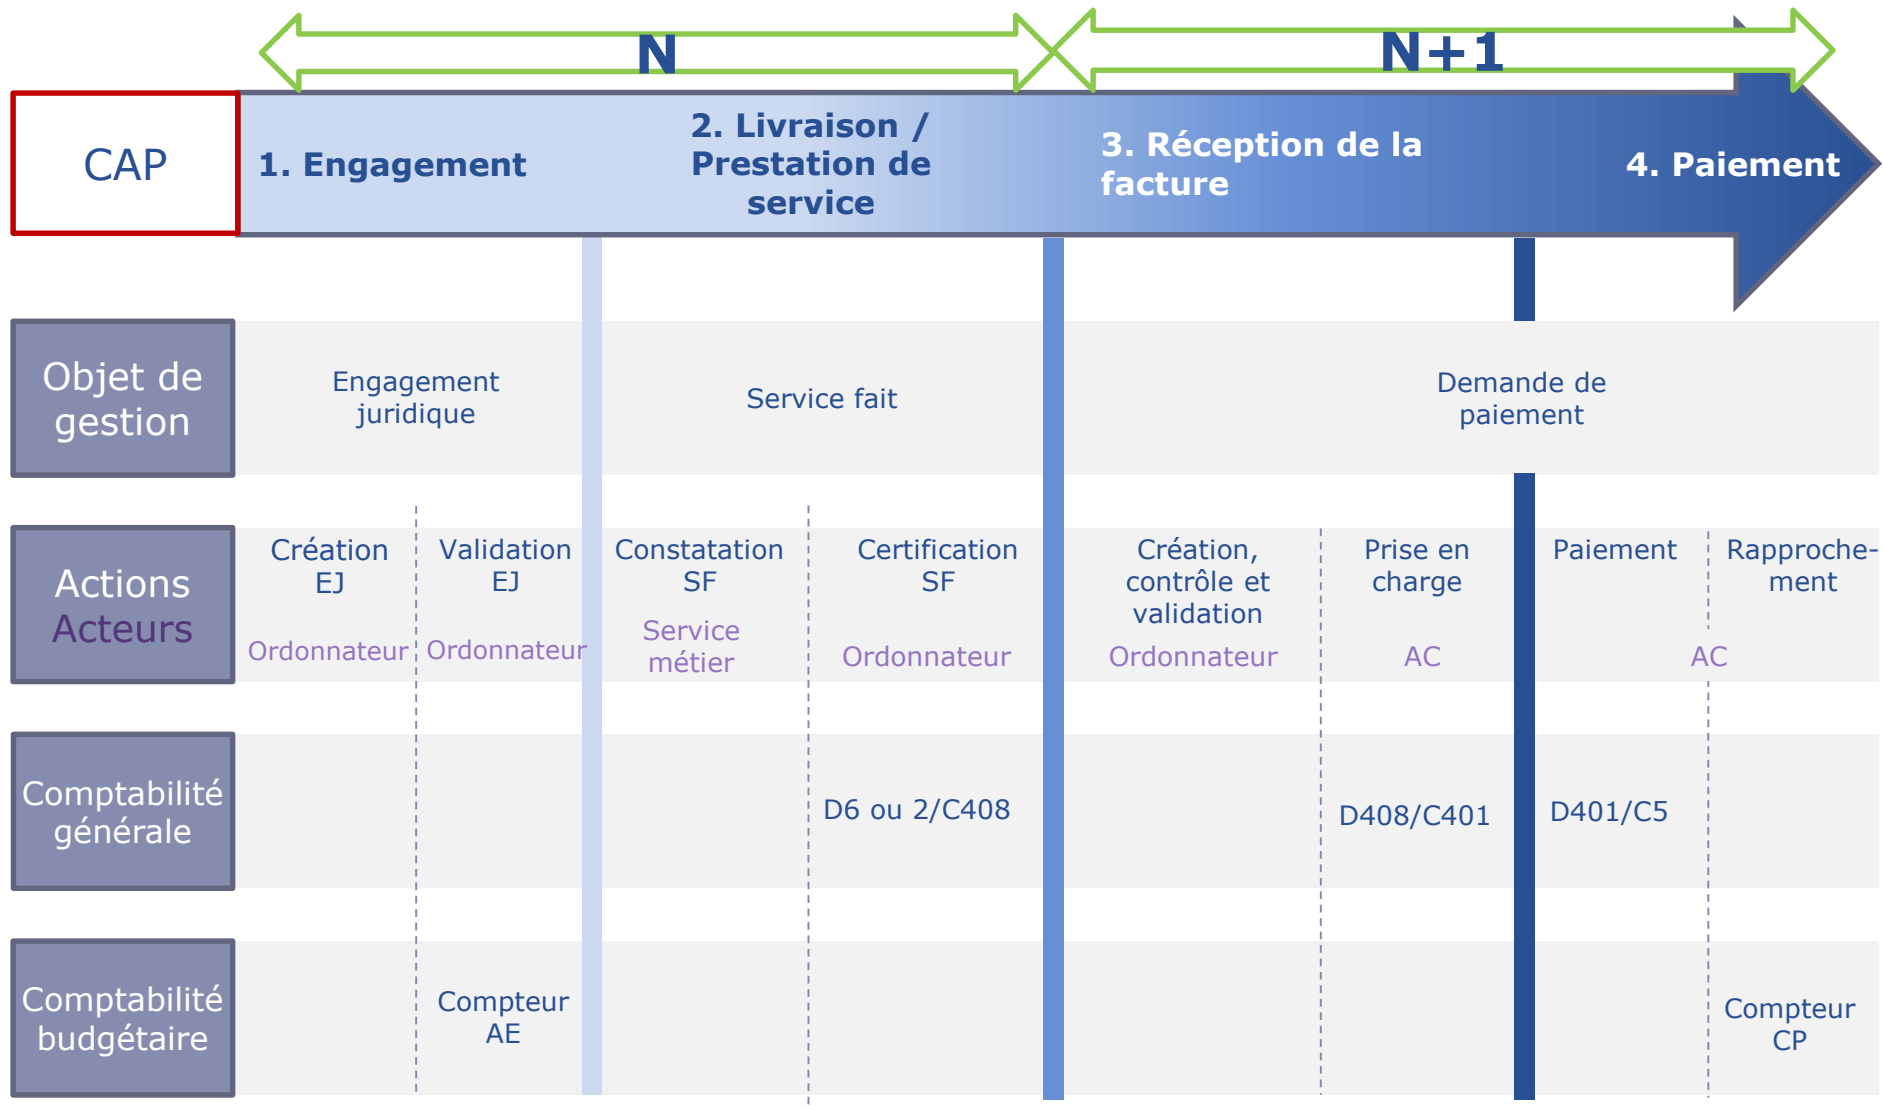 N
N+1
CAP
1. Engagement
2. Livraison /
Prestation de
service
3. Réception de la
facture
4. Paiement
Objet de
gestion
Engagement
juridique
Service fait
Demande de
paiement
Actions
Acteurs
Création
EJ
Ordonnateur
Validation
EJ
Ordonnateur
Constatation
SF
Service
métier
Certification
SF
Ordonnateur
Création,
contrôle et
validation
Ordonnateur
Prise en
charge
AC
Paiement
Rapproche-
ment
AC
Comptabilité
générale
D6 ou 2/C408
D408/C401
D401/C5
Comptabilité
budgétaire
Compteur
AE
Compteur
CP